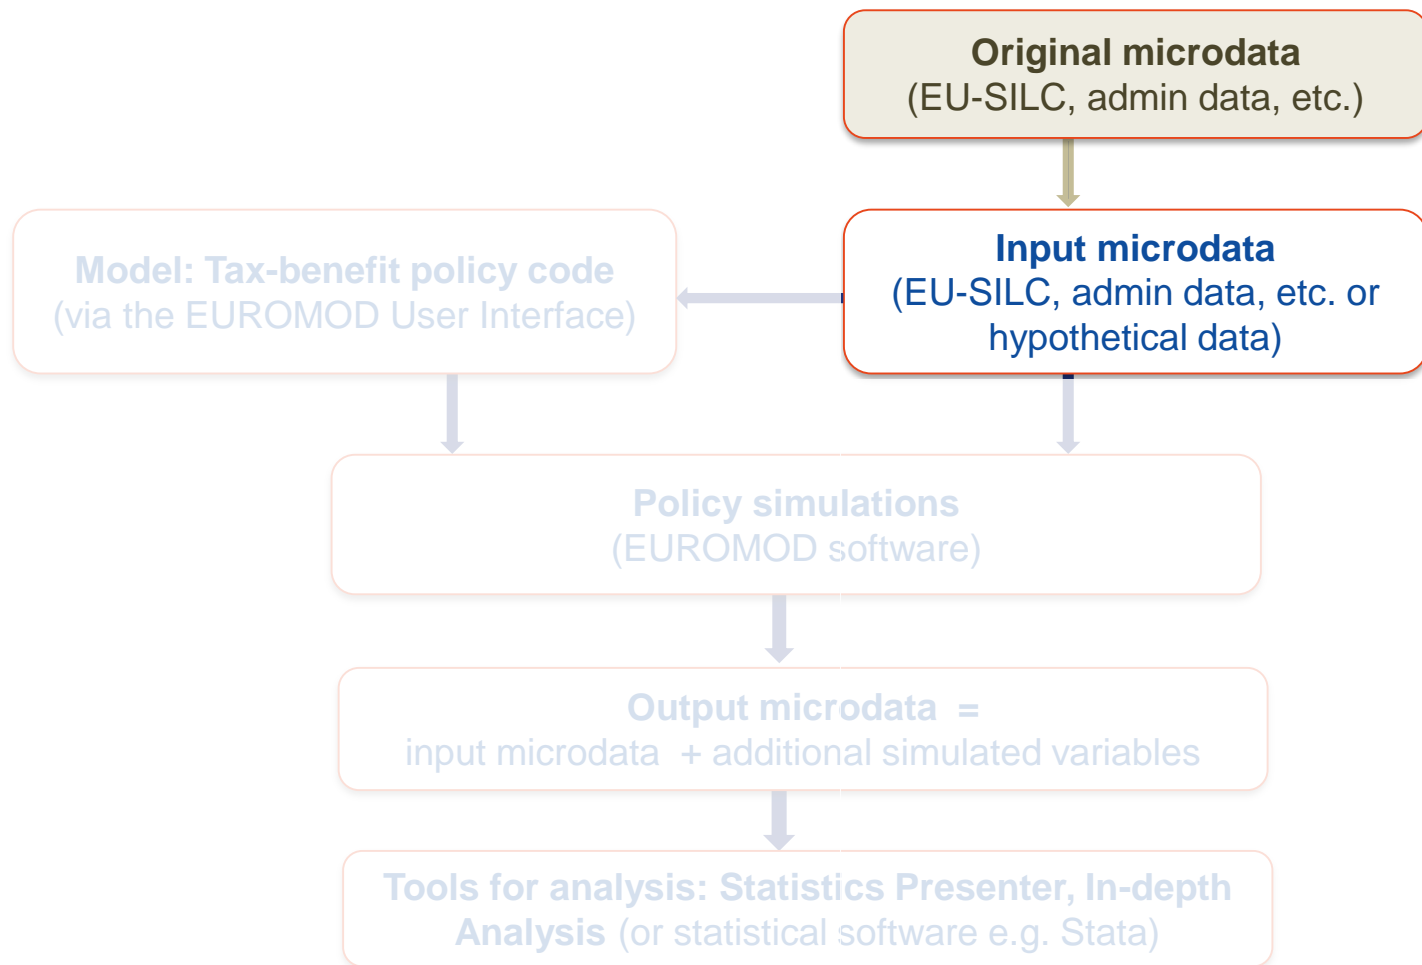 Original microdata
(EU-SILC, admin data, etc.)
Input microdata
(EU-SILC, admin data, etc. or
hypothetical data)
Model: Tax-benefit policy code
(via the EUROMOD User Interface)
Policy simulations
(EUROMOD software)
Output microdata =
input microdata + additional simulated variables
Tools for analysis: Statistics Presenter, In-depth
Analysis (or statistical software e.g. Stata)